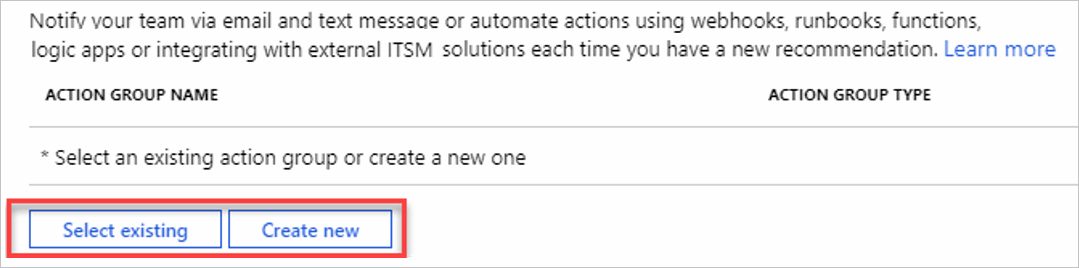 Notify your team via email and text message or automate actions using webhooks, runbooks, functions,
logic apps or integrating with external ITSM solutions each time you have a new recommendation. Learn more
ACTION GROUP NAME ACTION GROUP TYPE
* Select an existing action group or create a new one
Select existing Create new